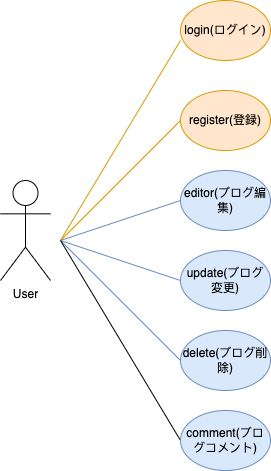 login(ログイン)
register(登録)
editor(ブログ編
集)
User
update(ブログ
変更)
delete(ブログ削
除)
comment(ブロ
グコメント)